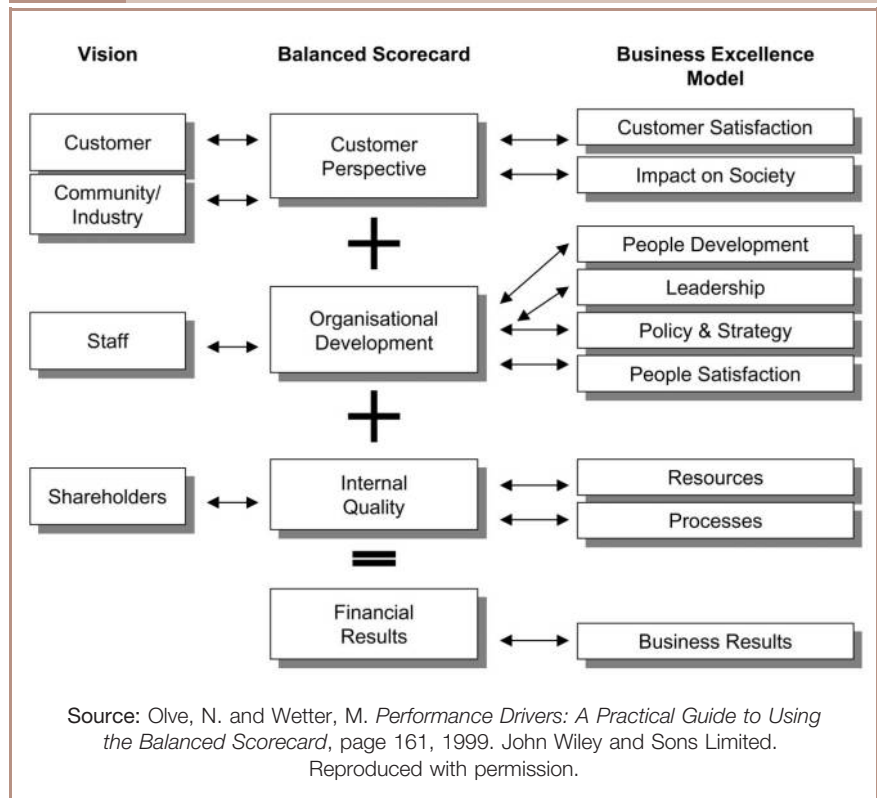 Vision
Balanced Scorecard
Business Excellence
Model
Customer
Community/
Industry
Customer
Perspective
Customer Satisfaction
Impact on Society
Staff
Organisational
Development
People Development
Leadership
Policy & Strategy
People Satisfaction
Shareholders
Internal
Quality
Resources
Processes
Financial
Results
Business Results
Source: Olve, N. and Wetter, M. Performance Drivers: A Practical Guide to Using
the Balanced Scorecard, page 161, 1999. John Wiley and Sons Limited.
Reproduced with permission.